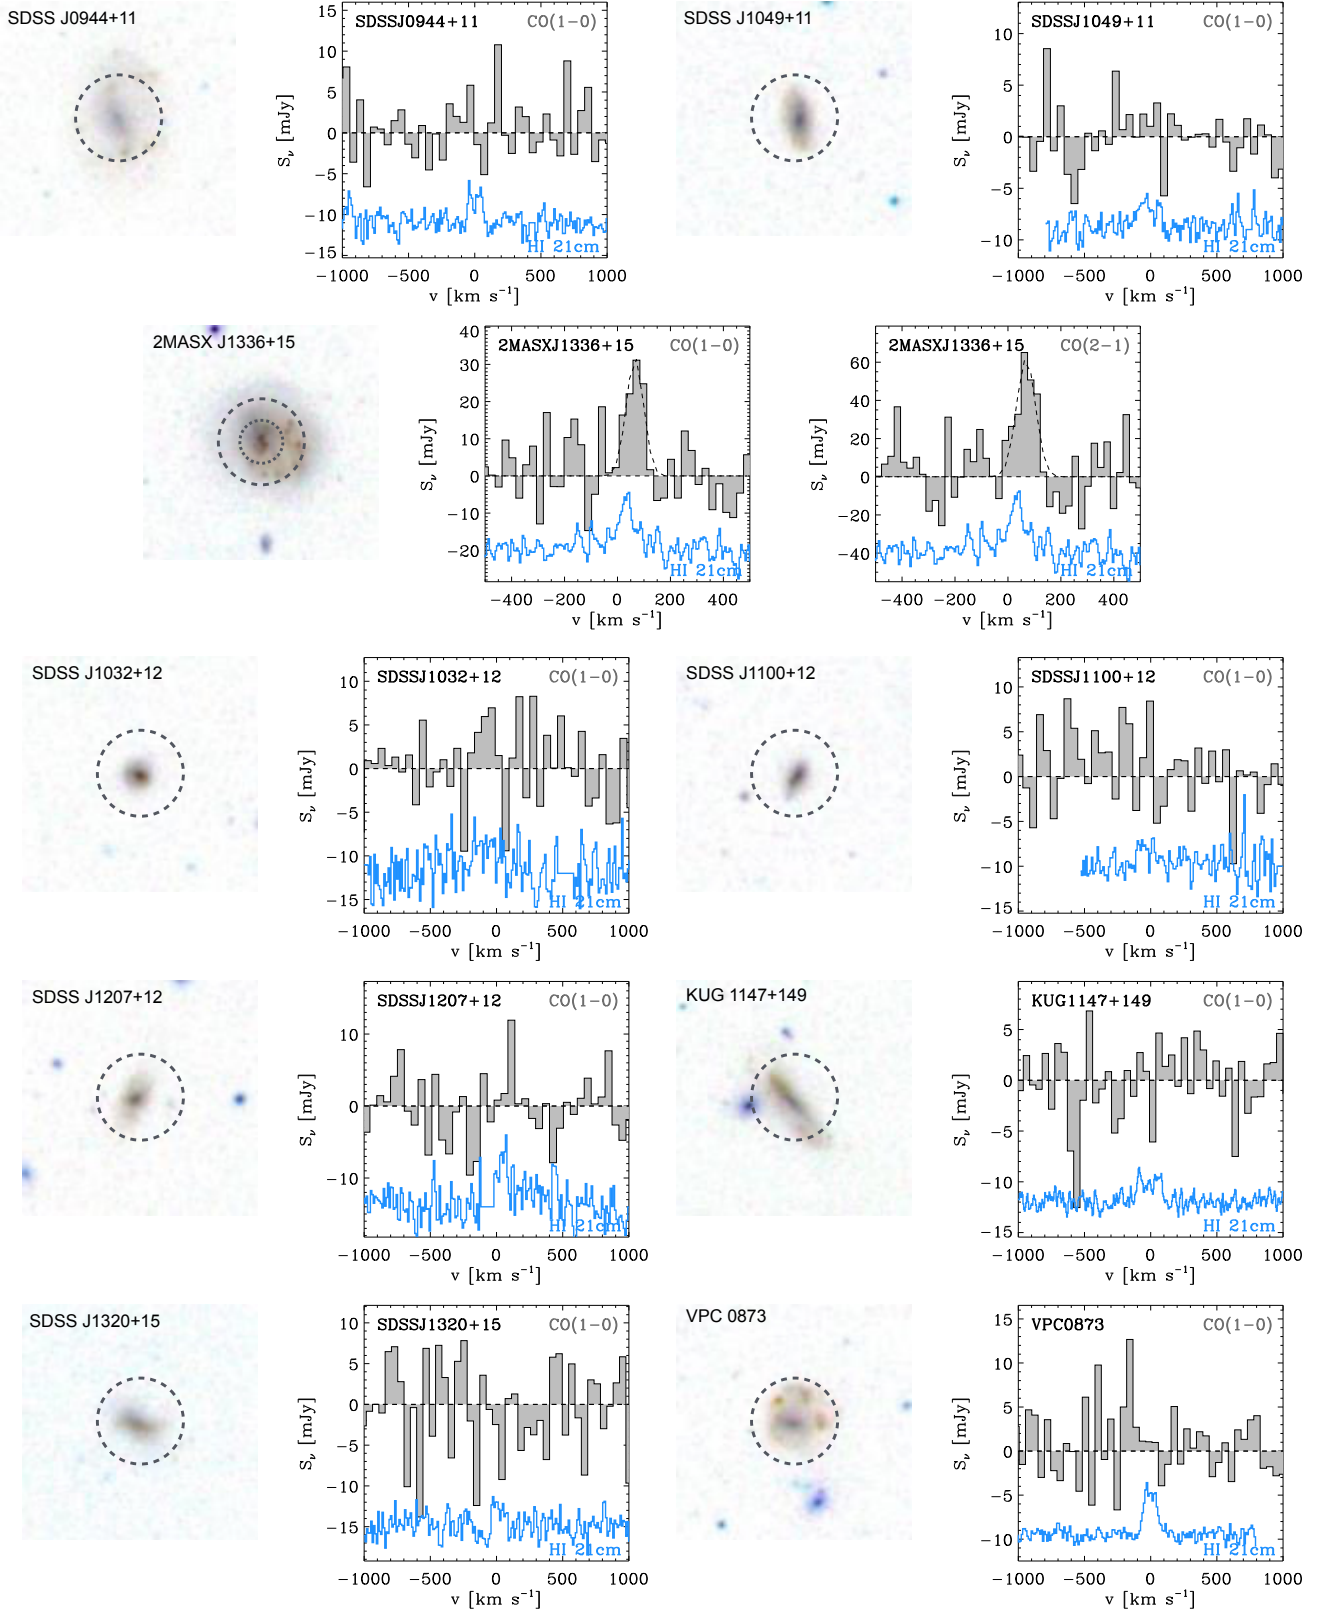 SDSS J0944+11
SDSSJ0944+11 CO(1−0)
15
10
5
0
−5
−10
−15
S_ν [mJy]
HI 21cm
−1000 −500 0 500 1000
v [km s⁻¹]
SDSS J1049+11
SDSSJ1049+11 CO(1−0)
10
5
0
−5
−10
S_ν [mJy]
HI 21cm
−1000 −500 0 500 1000
v [km s⁻¹]
2MASX J1336+15
2MASXJ1336+15 CO(1−0)
40
30
20
10
0
−10
−20
S_ν [mJy]
HI 21cm
−400 −200 0 200 400
v [km s⁻¹]
2MASXJ1336+15 CO(2−1)
60
40
20
0
−20
−40
S_ν [mJy]
HI 21cm
−400 −200 0 200 400
v [km s⁻¹]
SDSS J1032+12
SDSSJ1032+12 CO(1−0)
10
5
0
−5
−10
−15
S_ν [mJy]
HI 21cm
−1000 −500 0 500 1000
v [km s⁻¹]
SDSS J1100+12
SDSSJ1100+12 CO(1−0)
10
5
0
−5
−10
−15
S_ν [mJy]
HI 21cm
−1000 −500 0 500 1000
v [km s⁻¹]
SDSS J1207+12
SDSSJ1207+12 CO(1−0)
10
0
−10
S_ν [mJy]
HI 21cm
−1000 −500 0 500 1000
v [km s⁻¹]
KUG 1147+149
KUG1147+149 CO(1−0)
5
0
−5
−10
−15
S_ν [mJy]
HI 21cm
−1000 −500 0 500 1000
v [km s⁻¹]
SDSS J1320+15
SDSSJ1320+15 CO(1−0)
10
5
0
−5
−10
−15
S_ν [mJy]
HI 21cm
−1000 −500 0 500 1000
v [km s⁻¹]
VPC 0873
VPC0873 CO(1−0)
15
10
5
0
−5
−10
S_ν [mJy]
HI 21cm
−1000 −500 0 500 1000
v [km s⁻¹]